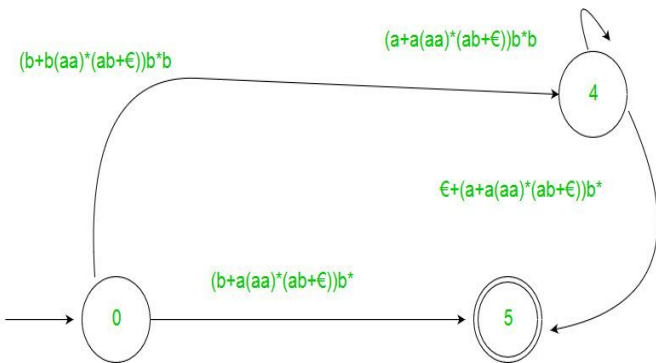 (a+a(aa)*(ab+€))b*b
(b+b(aa)*(ab+€))b*b
4
€+(a+a(aa)*(ab+€))b*
(b+a(aa)*(ab+€))b*
0
5